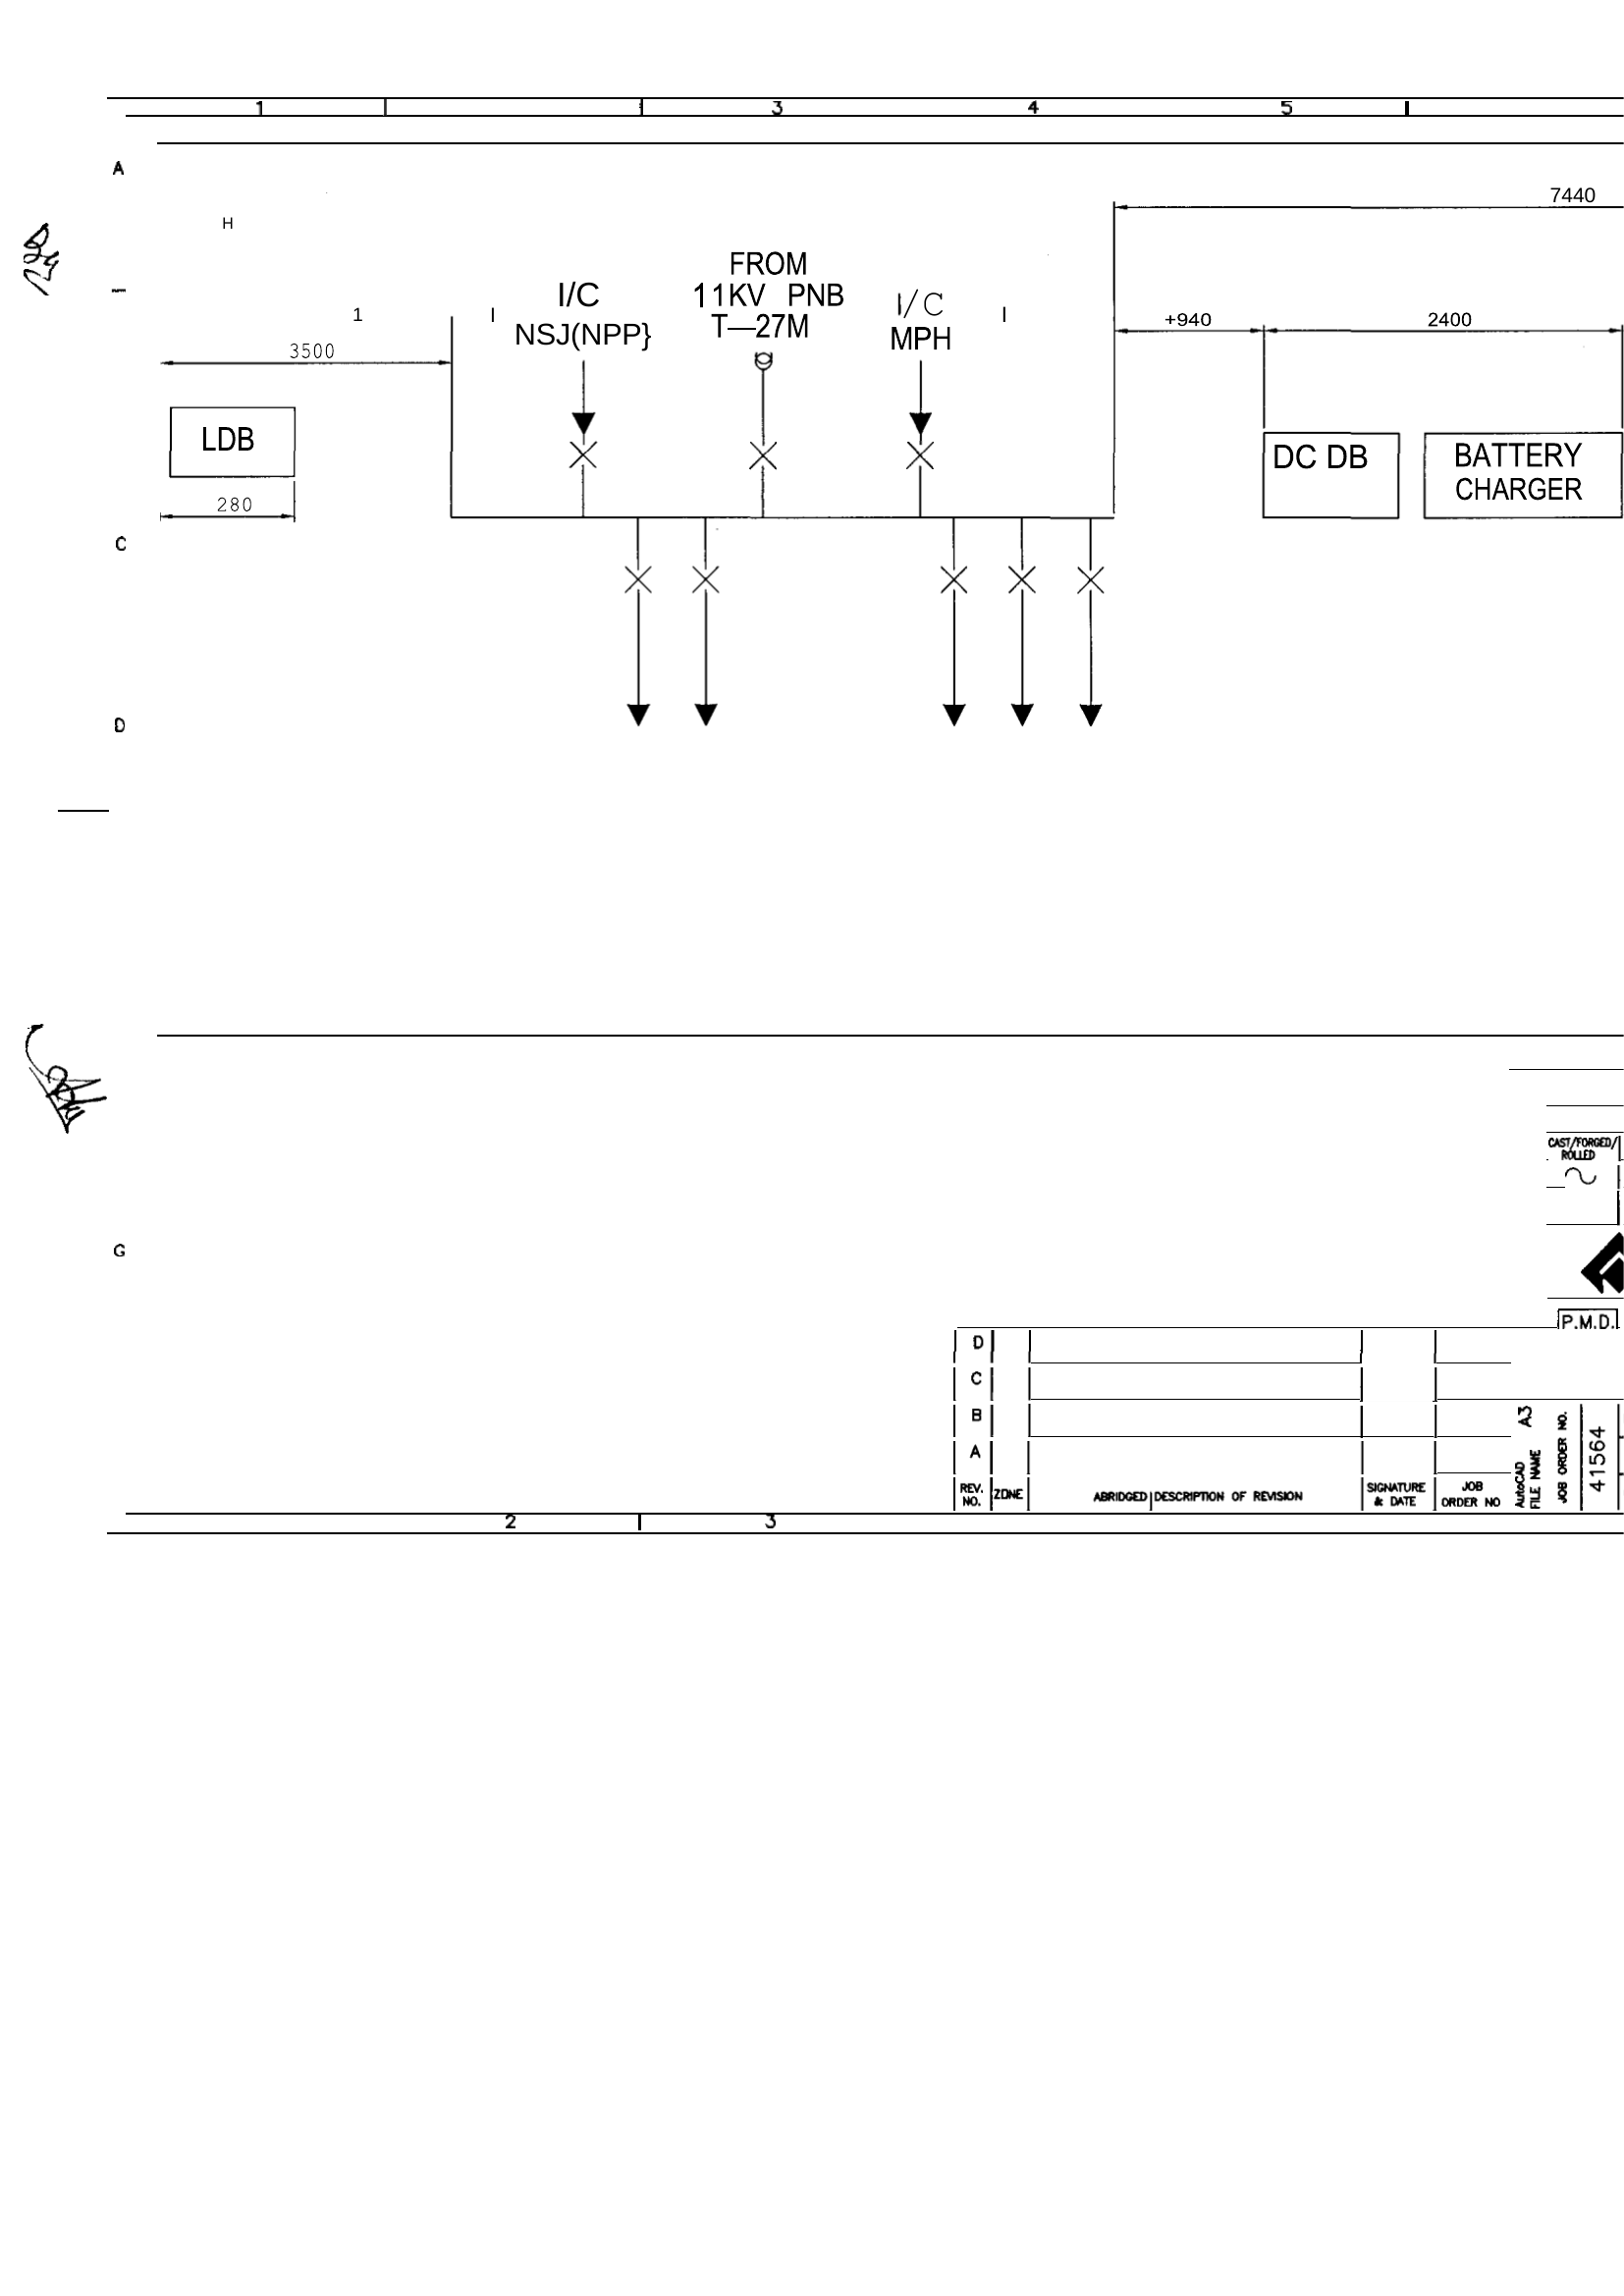 1 3 4 5
A
7440
H
FROM
11KV PNB
T—27M
I/C
NSJ(NPP}
I/C
MPH
1
I
I
+940
2400
3500
LDB
DC DB
BATTERY
CHARGER
280
C
D
CAST/FORGED/
ROLLED
G
P.M.D.
D
C
B
A
REV.
NO.
ZONE
ABRIDGED DESCRIPTION OF REVISION
SIGNATURE
& DATE
JOB
ORDER NO
AutoCAD
FILE NAME
A3
JOB ORDER NO.
41564
2 3